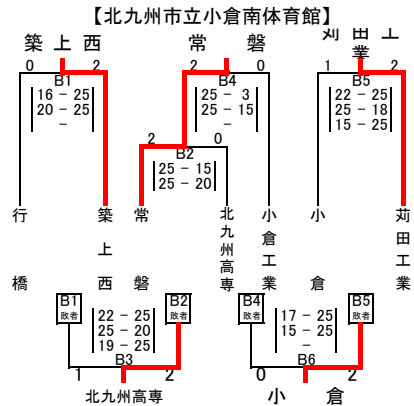 【北九州市立小倉南体育館】
築上西
常磐
苅田工業
0 2
2 0
1 2
B1
B4
B5
16 − 25
20 − 25
−
25 − 3
25 − 15
−
22 − 25
25 − 18
15 − 25
2 0
B2
25 − 15
25 − 20
行橋
築上西
常磐
北九州高専
小倉工業
小倉
苅田工業
B1
敗者
B2
敗者
B4
敗者
B5
敗者
22 − 25
25 − 20
19 − 25
17 − 25
15 − 25
−
B3
B6
1 2
0 2
北九州高専
小倉